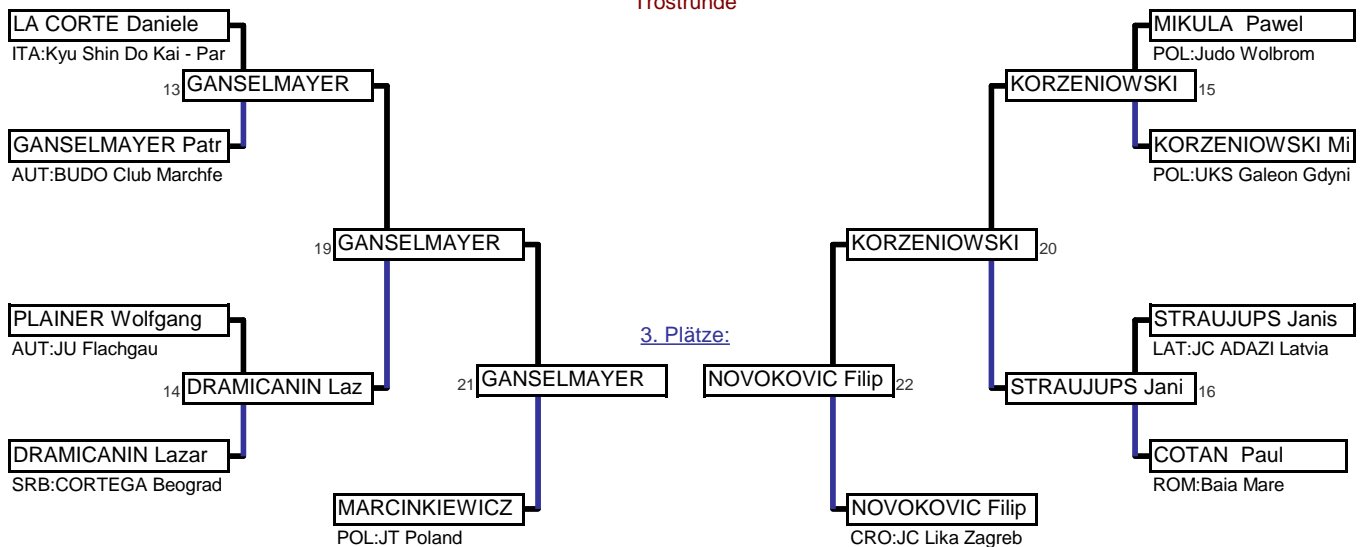 Trostrunde
LA CORTE Daniele
MIKULA Pawel
ITA:Kyu Shin Do Kai - Par
POL:Judo Wolbrom
13 GANSELMAYER
KORZENIOWSKI 15
GANSELMAYER Patr
KORZENIOWSKI Mi
AUT:BUDO Club Marchfe
POL:UKS Galeon Gdyni
19 GANSELMAYER
KORZENIOWSKI 20
PLAINER Wolfgang
STRAUJUPS Janis
AUT:JU Flachgau
3. Plätze:
LAT:JC ADAZI Latvia
14 DRAMICANIN Laz
21 GANSELMAYER
NOVOKOVIC Filip 22
STRAUJUPS Jani 16
DRAMICANIN Lazar
COTAN Paul
SRB:CORTEGA Beograd
ROM:Baia Mare
MARCINKIEWICZ
NOVOKOVIC Filip
POL:JT Poland
CRO:JC Lika Zagreb